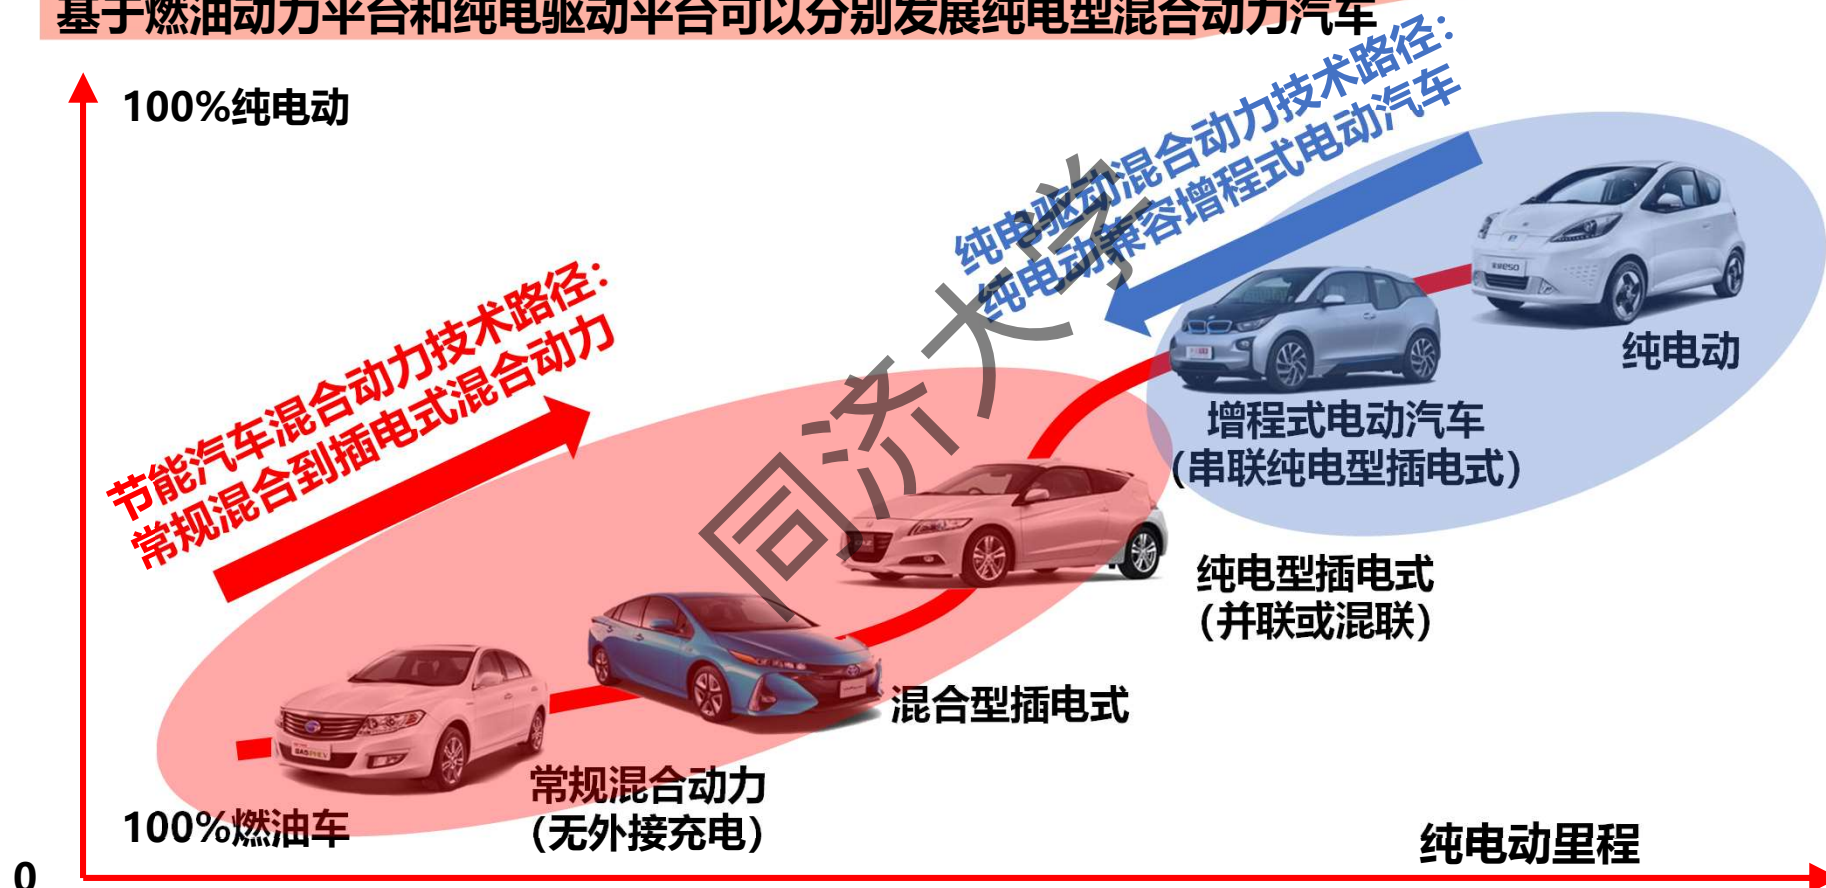 基于燃油动力平台和纯电驱动平台可以分别发展纯电型混合动力汽车
100%纯电动
纯电驱动混合动力技术路径：
纯电动兼容增程式电动汽车
节能汽车混合动力技术路径：
常规混合到插电式混合动力
同济大学
纯电动
增程式电动汽车
（串联纯电型插电式）
纯电型插电式
（并联或混联）
混合型插电式
常规混合动力
（无外接充电）
100%燃油车
纯电动里程
0